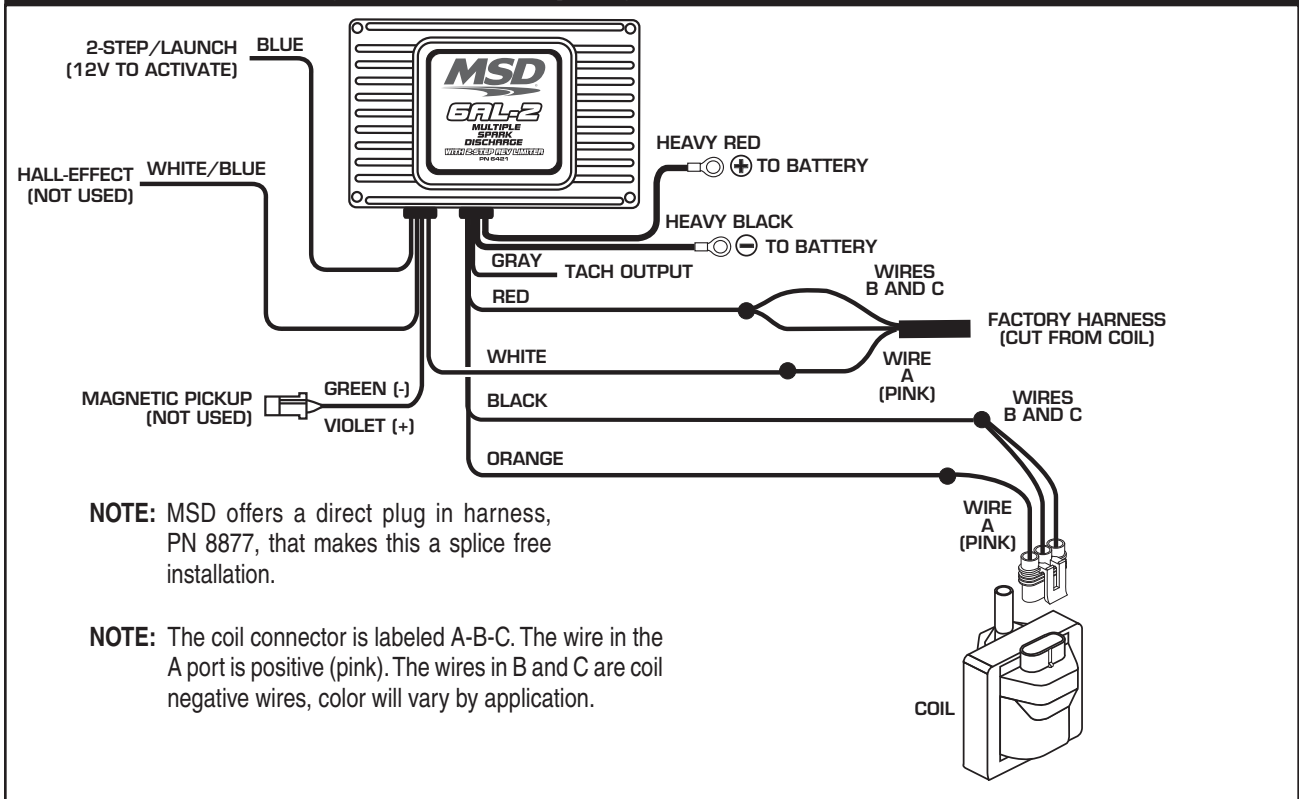 2-STEP/LAUNCH
(12V TO ACTIVATE)
BLUE
MSD
6AL-2
MULTIPLE
SPARK
DISCHARGE
WITH 2-STEP REV LIMITER
PN 6421
HALL-EFFECT
(NOT USED)
WHITE/BLUE
HEAVY RED
+ TO BATTERY
HEAVY BLACK
- TO BATTERY
GRAY
TACH OUTPUT
RED
WIRES
B AND C
FACTORY HARNESS
(CUT FROM COIL)
WHITE
WIRE
A
(PINK)
MAGNETIC PICKUP
(NOT USED)
GREEN (-)
VIOLET (+)
BLACK
WIRES
B AND C
ORANGE
WIRE
A
(PINK)
NOTE: MSD offers a direct plug in harness,
PN 8877, that makes this a splice free
installation.
NOTE: The coil connector is labeled A-B-C. The wire in the
A port is positive (pink). The wires in B and C are coil
negative wires, color will vary by application.
COIL